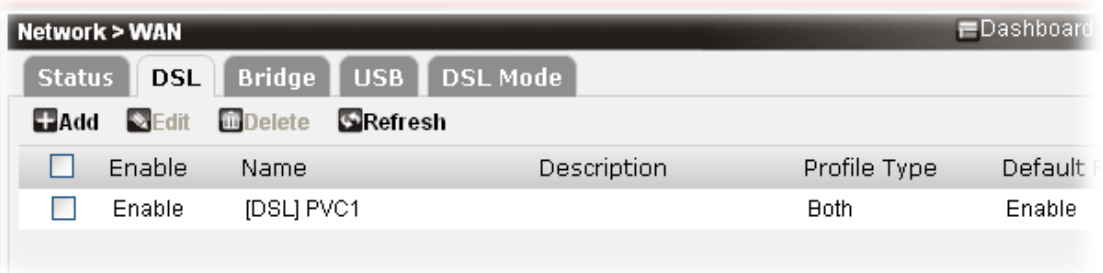 Network > WAN Dashboard
Status DSL Bridge USB DSL Mode
Add Edit Delete Refresh
Enable Name Description Profile Type Default
Enable [DSL] PVC1 Both Enable